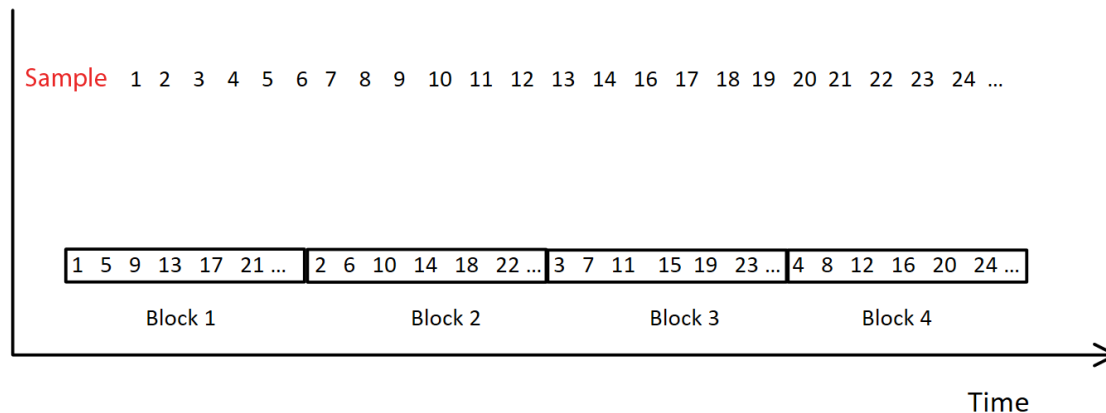 Sample 1 2 3 4 5 6 7 8 9 10 11 12 13 14 16 17 18 19 20 21 22 23 24 ...
1 5 9 13 17 21 ... 2 6 10 14 18 22 ... 3 7 11 15 19 23 ... 4 8 12 16 20 24 ...
Block 1 Block 2 Block 3 Block 4
Time